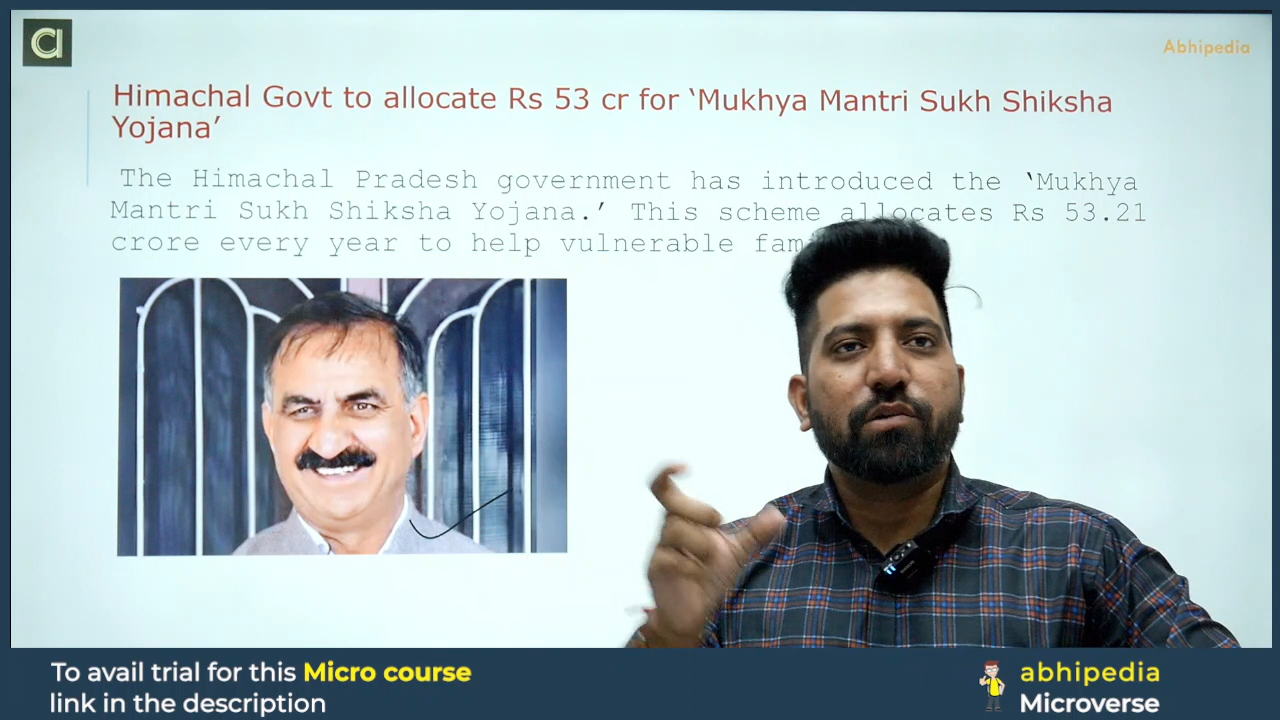 Abhipedia
Himachal Govt to allocate Rs 53 cr for ‘Mukhya Mantri Sukh Shiksha
Yojana’
The Himachal Pradesh government has introduced the ‘Mukhya
Mantri Sukh Shiksha Yojana.’ This scheme allocates Rs 53.21
crore every year to help vulnerable
To avail trial for this Micro course
link in the description
abhipedia
Microverse